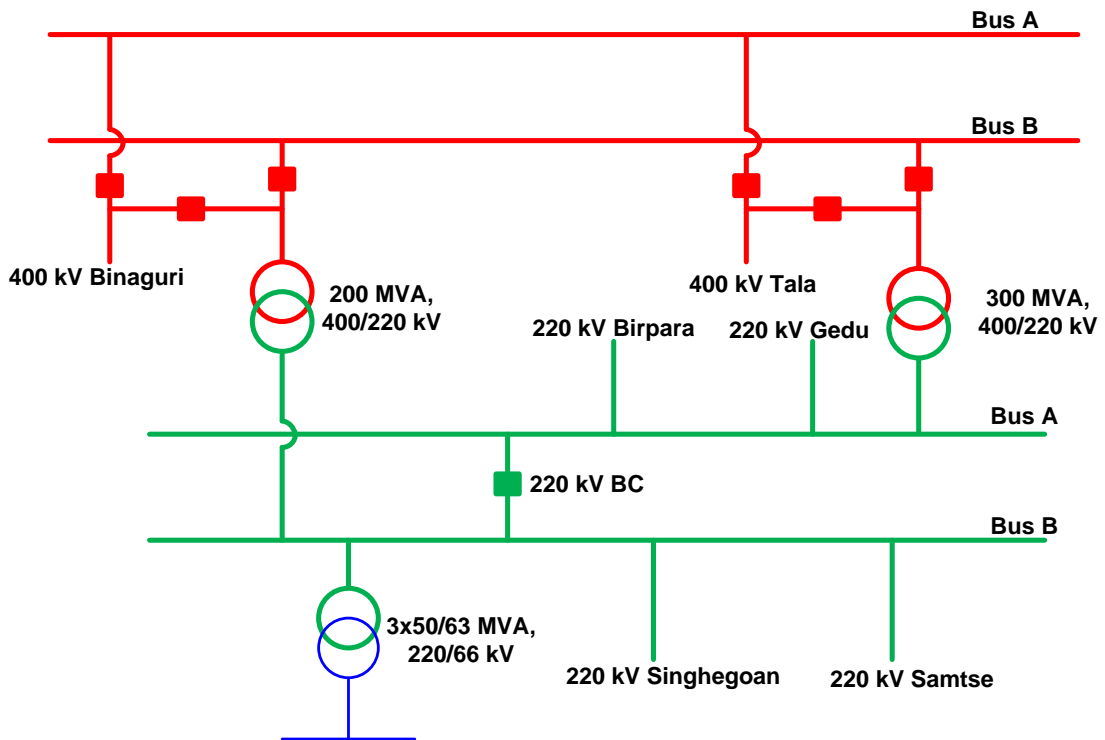 Bus A
Bus B
400 kV Binaguri
200 MVA,
400/220 kV
400 kV Tala
300 MVA,
400/220 kV
220 kV Birpara
220 kV Gedu
Bus A
220 kV BC
Bus B
3x50/63 MVA,
220/66 kV
220 kV Singhegoan
220 kV Samtse